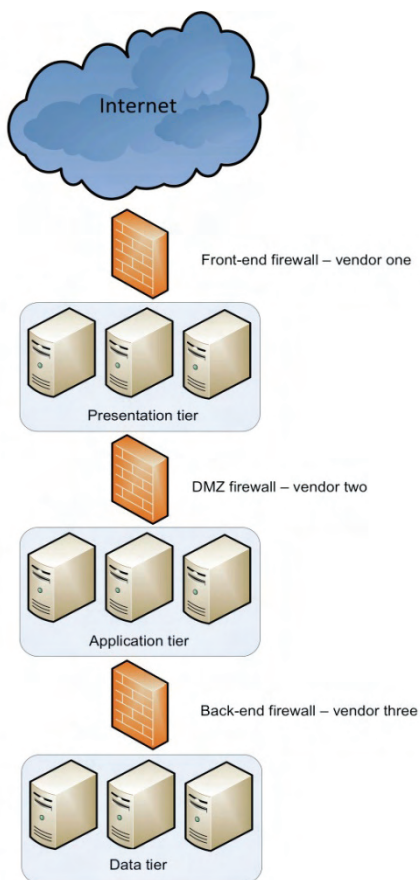 Internet
Front-end firewall – vendor one
Presentation tier
DMZ firewall – vendor two
Application tier
Back-end firewall – vendor three
Data tier